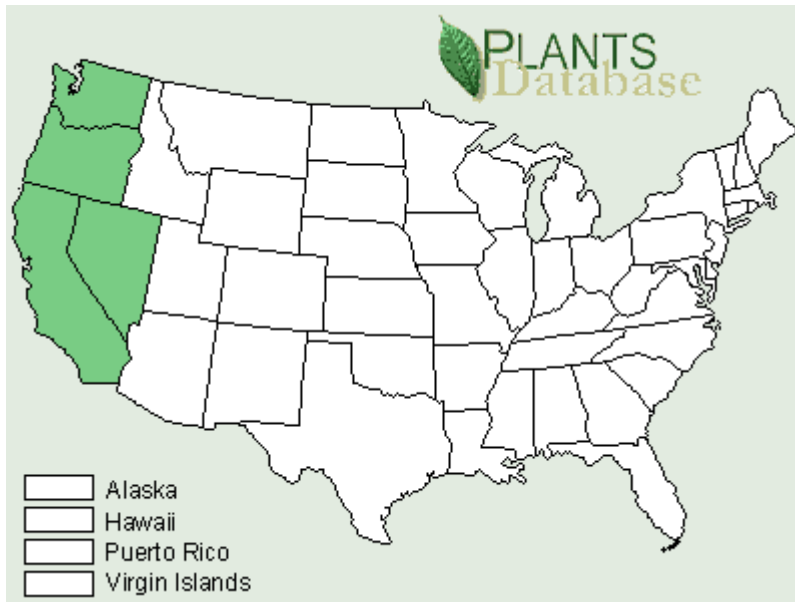 PLANTS
Database
Alaska
Hawaii
Puerto Rico
Virgin Islands